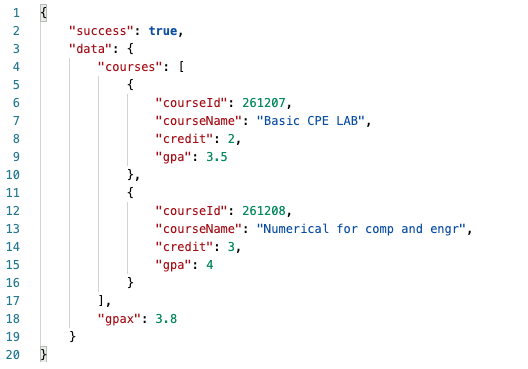 1 {
2     "success": true,
3     "data": {
4         "courses": [
5             {
6                 "courseId": 261207,
7                 "courseName": "Basic CPE LAB",
8                 "credit": 2,
9                 "gpa": 3.5
10             },
11             {
12                 "courseId": 261208,
13                 "courseName": "Numerical for comp and engr",
14                 "credit": 3,
15                 "gpa": 4
16             }
17         ],
18         "gpax": 3.8
19     }
20 }